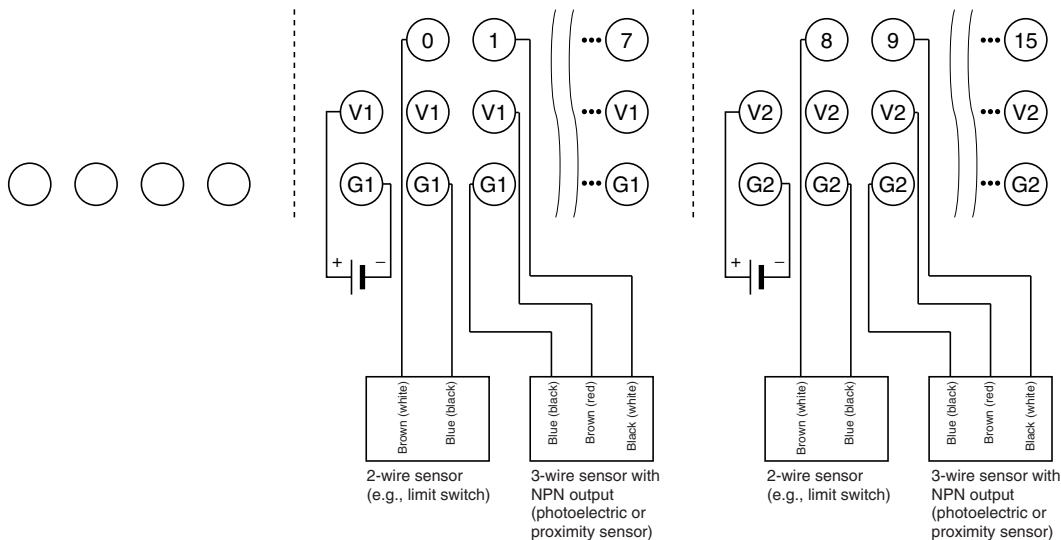 0 1 ••• 7 8 9 ••• 15
V1 V1 V1 ••• V1 V2 V2 V2 ••• V2
G1 G1 G1 ••• G1 G2 G2 G2 ••• G2
+ − + −
Brown (white)
Blue (black)
Blue (black)
Brown (red)
Black (white)
Brown (white)
Blue (black)
Blue (black)
Brown (red)
Black (white)
2-wire sensor
(e.g., limit switch)
3-wire sensor with
NPN output
(photoelectric or
proximity sensor)
2-wire sensor
(e.g., limit switch)
3-wire sensor with
NPN output
(photoelectric or
proximity sensor)